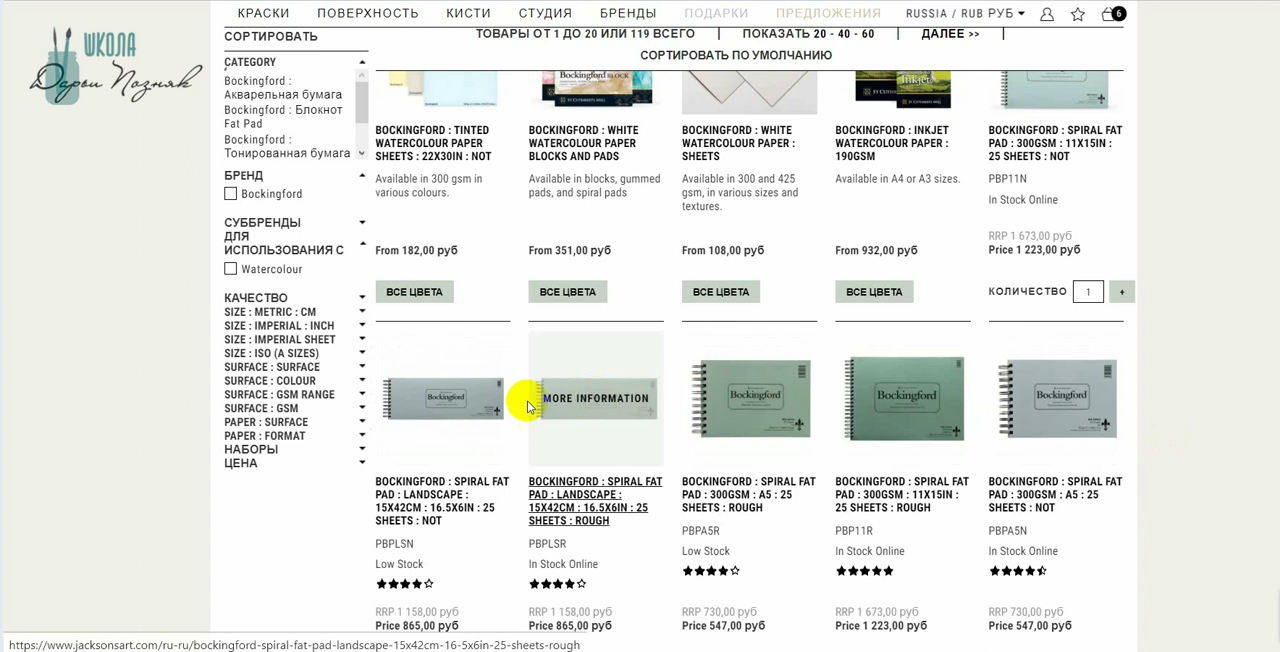 ШКОЛА
Дарьи Позняк
КРАСКИ ПОВЕРХНОСТЬ КИСТИ СТУДИЯ БРЕНДЫ ПОДАРКИ ПРЕДЛОЖЕНИЯ RUSSIA / RUB РУБ 6
СОРТИРОВАТЬ
ТОВАРЫ ОТ 1 ДО 20 ИЛИ 119 ВСЕГО | ПОКАЗАТЬ 20 - 40 - 60 | ДАЛЕЕ >> |
СОРТИРОВАТЬ ПО УМОЛЧАНИЮ
CATEGORY
Bockingford :
Акварельная бумага
Bockingford : Блокнот
Fat Pad
Bockingford :
Тонированная бумага
БРЕНД
Bockingford
СУББРЕНДЫ
ДЛЯ
ИСПОЛЬЗОВАНИЯ С
Watercolour
КАЧЕСТВО
SIZE : METRIC : CM
SIZE : IMPERIAL : INCH
SIZE : IMPERIAL SHEET
SIZE : ISO (A SIZES)
SURFACE : SURFACE
SURFACE : COLOUR
SURFACE : GSM RANGE
SURFACE : GSM
PAPER : SURFACE
PAPER : FORMAT
НАБОРЫ
ЦЕНА
Bockingford BLOCK
Inkjet
BOCKINGFORD : TINTED
WATERCOLOUR PAPER
SHEETS : 22X30IN : NOT
Available in 300 gsm in
various colours.
From 182,00 руб
ВСЕ ЦВЕТА
BOCKINGFORD : WHITE
WATERCOLOUR PAPER
BLOCKS AND PADS
Available in blocks, gummed
pads, and spiral pads
From 351,00 руб
ВСЕ ЦВЕТА
BOCKINGFORD : WHITE
WATERCOLOUR PAPER :
SHEETS
Available in 300 and 425
gsm, in various sizes and
textures.
From 108,00 руб
ВСЕ ЦВЕТА
BOCKINGFORD : INKJET
WATERCOLOUR PAPER :
190GSM
Available in A4 or A3 sizes.
From 932,00 руб
ВСЕ ЦВЕТА
BOCKINGFORD : SPIRAL FAT
PAD : 300GSM : 11X15IN :
25 SHEETS : NOT
PBP11N
In Stock Online
RRP 1 673,00 руб
Price 1 223,00 руб
КОЛИЧЕСТВО 1 +
Bockingford
BOCKINGFORD : SPIRAL FAT
PAD : LANDSCAPE :
15X42CM : 16.5X6IN : 25
SHEETS : NOT
PBPLSN
Low Stock
RRP 1 158,00 руб
Price 865,00 руб
MORE INFORMATION
BOCKINGFORD : SPIRAL FAT
PAD : LANDSCAPE :
15X42CM : 16.5X6IN : 25
SHEETS : ROUGH
PBPLSR
In Stock Online
RRP 1 158,00 руб
Price 865,00 руб
Bockingford
BOCKINGFORD : SPIRAL FAT
PAD : 300GSM : A5 : 25
SHEETS : ROUGH
PBPA5R
Low Stock
RRP 730,00 руб
Price 547,00 руб
Bockingford
BOCKINGFORD : SPIRAL FAT
PAD : 300GSM : 11X15IN :
25 SHEETS : ROUGH
PBP11R
In Stock Online
RRP 1 673,00 руб
Price 1 223,00 руб
Bockingford
BOCKINGFORD : SPIRAL FAT
PAD : 300GSM : A5 : 25
SHEETS : NOT
PBPA5N
In Stock Online
RRP 730,00 руб
Price 547,00 руб
https://www.jacksonsart.com/ru-ru/bockingford-spiral-fat-pad-landscape-15x42cm-16-5x6in-25-sheets-rough